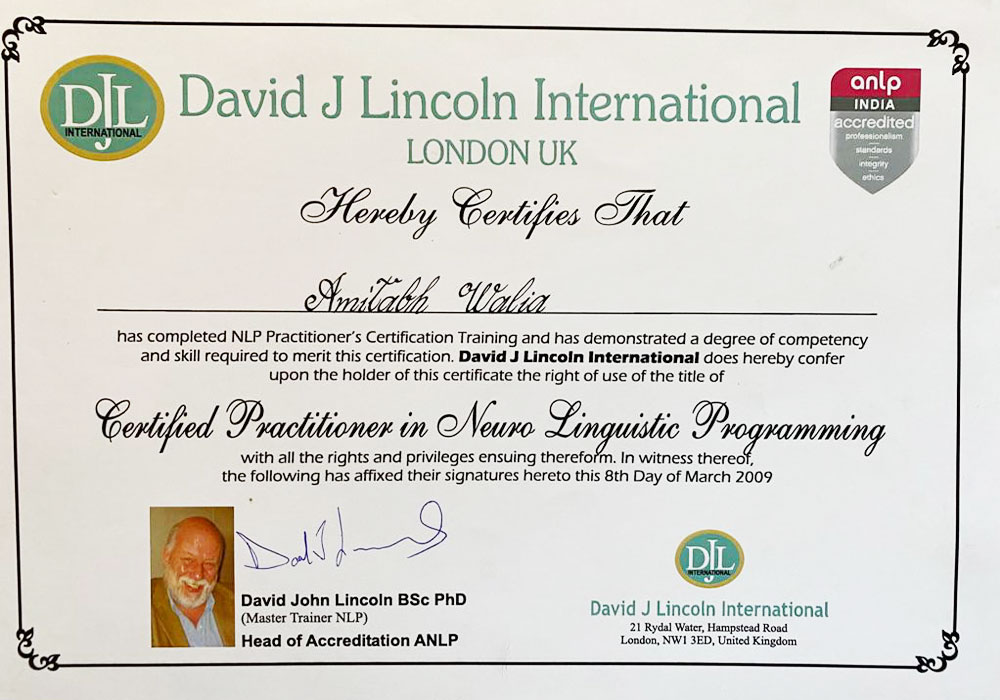 DJL
INTERNATIONAL
David J Lincoln International
LONDON UK
anlp
INDIA
accredited
professionalism
standards
integrity
ethics
Hereby Certifies That
Amitabh Walia
has completed NLP Practitioner's Certification Training and has demonstrated a degree of competency
and skill required to merit this certification. David J Lincoln International does hereby confer
upon the holder of this certificate the right of use of the title of
Certified Practitioner in Neuro Linguistic Programming
with all the rights and privileges ensuing thereform. In witness thereof,
the following has affixed their signatures hereto this 8th Day of March 2009
David John Lincoln BSc PhD
(Master Trainer NLP)
Head of Accreditation ANLP
DJL
INTERNATIONAL
David J Lincoln International
21 Rydal Water, Hampstead Road
London, NW1 3ED, United Kingdom